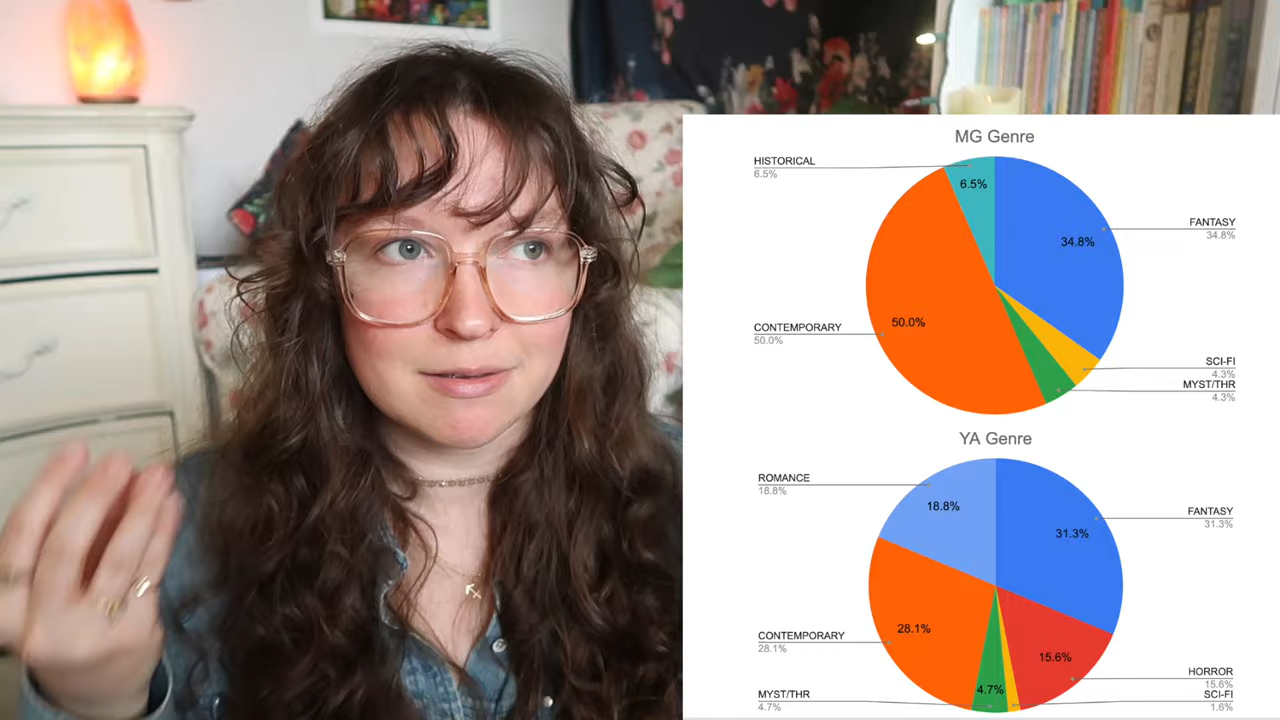 MG Genre
HISTORICAL
6.5%
6.5%
FANTASY
34.8%
34.8%
CONTEMPORARY
50.0%
50.0%
SCI-FI
4.3%
MYST/THR
4.3%
YA Genre
ROMANCE
18.8%
18.8%
FANTASY
31.3%
31.3%
CONTEMPORARY
28.1%
28.1%
15.6%
HORROR
15.6%
MYST/THR
4.7%
4.7%
SCI-FI
1.6%